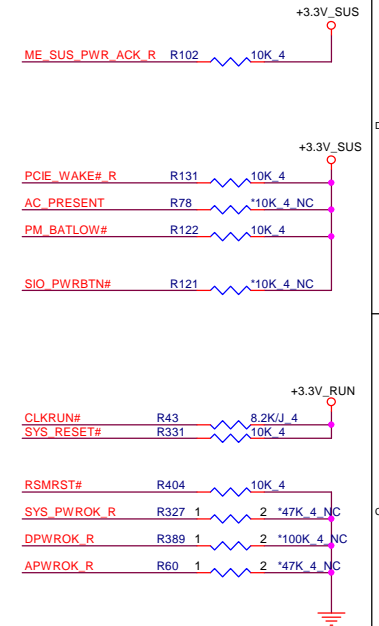 +3.3V_SUS
ME_SUS_PWR_ACK_R R102 10K_4
D
+3.3V_SUS
PCIE_WAKE#_R R131 10K_4
AC_PRESENT R78 *10K_4_NC
PM_BATLOW# R122 10K_4
SIO_PWRBTN# R121 *10K_4_NC
+3.3V_RUN
CLKRUN# R43 8.2K/J_4
SYS_RESET# R331 10K_4
RSMRST# R404 10K_4
SYS_PWROK_R R327 1 2 *47K_4_NC
C
DPWROK_R R389 1 2 *100K_4_NC
APWROK_R R60 1 2 *47K_4_NC